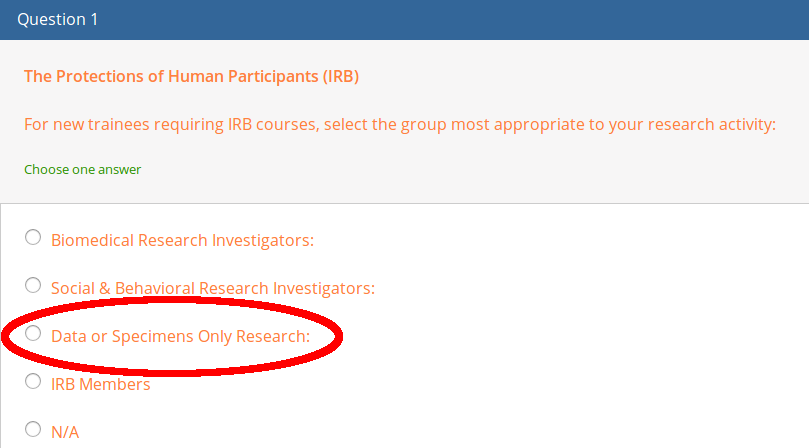 Question 1
The Protections of Human Participants (IRB)
For new trainees requiring IRB courses, select the group most appropriate to your research activity:
Choose one answer
Biomedical Research Investigators:
Social & Behavioral Research Investigators:
Data or Specimens Only Research:
IRB Members
N/A